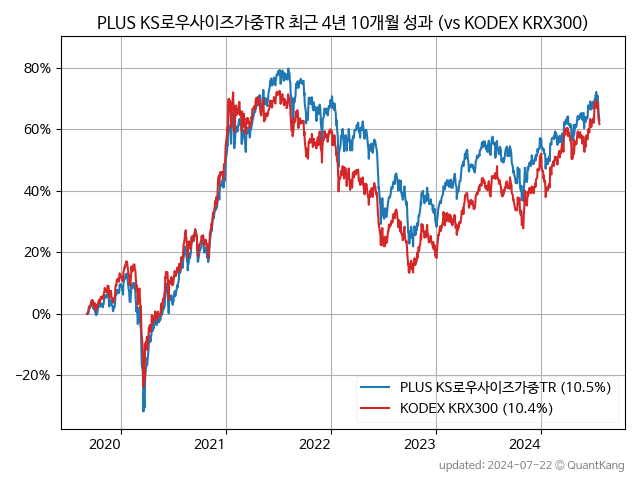 PLUS KS로우사이즈가중TR 최근 4년 10개월 성과 (vs KODEX KRX300)
80%
60%
40%
20%
0%
−20%
PLUS KS로우사이즈가중TR (10.5%)
KODEX KRX300 (10.4%)
2020 2021 2022 2023 2024
updated: 2024-07-22 © QuantKang